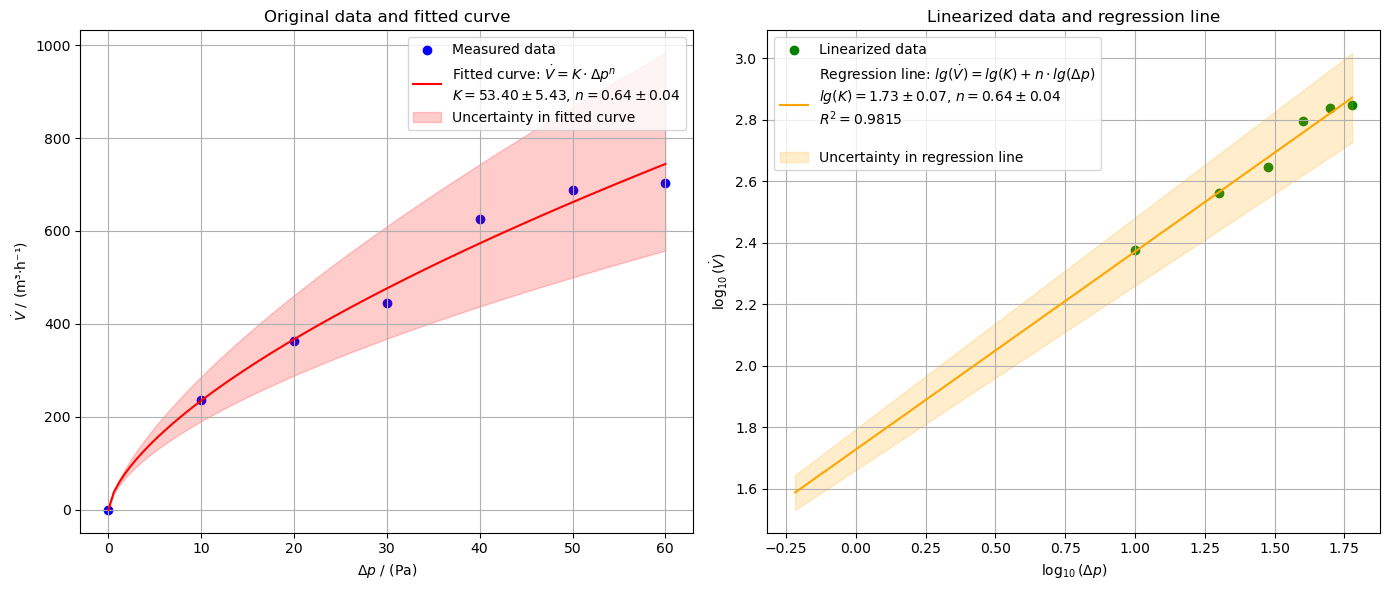 Original data and fitted curve
1000
800
600
400
200
0
V̇ / (m³·h⁻¹)
0 10 20 30 40 50 60
Δp / (Pa)
Measured data
Fitted curve: V̇ = K · Δpⁿ
K = 53.40 ± 5.43, n = 0.64 ± 0.04
Uncertainty in fitted curve
Linearized data and regression line
3.0
2.8
2.6
2.4
2.2
2.0
1.8
1.6
log₁₀(V̇)
−0.25 0.00 0.25 0.50 0.75 1.00 1.25 1.50 1.75
log₁₀(Δp)
Linearized data
Regression line: lg(V̇) = lg(K) + n · lg(Δp)
lg(K) = 1.73 ± 0.07, n = 0.64 ± 0.04
R² = 0.9815
Uncertainty in regression line